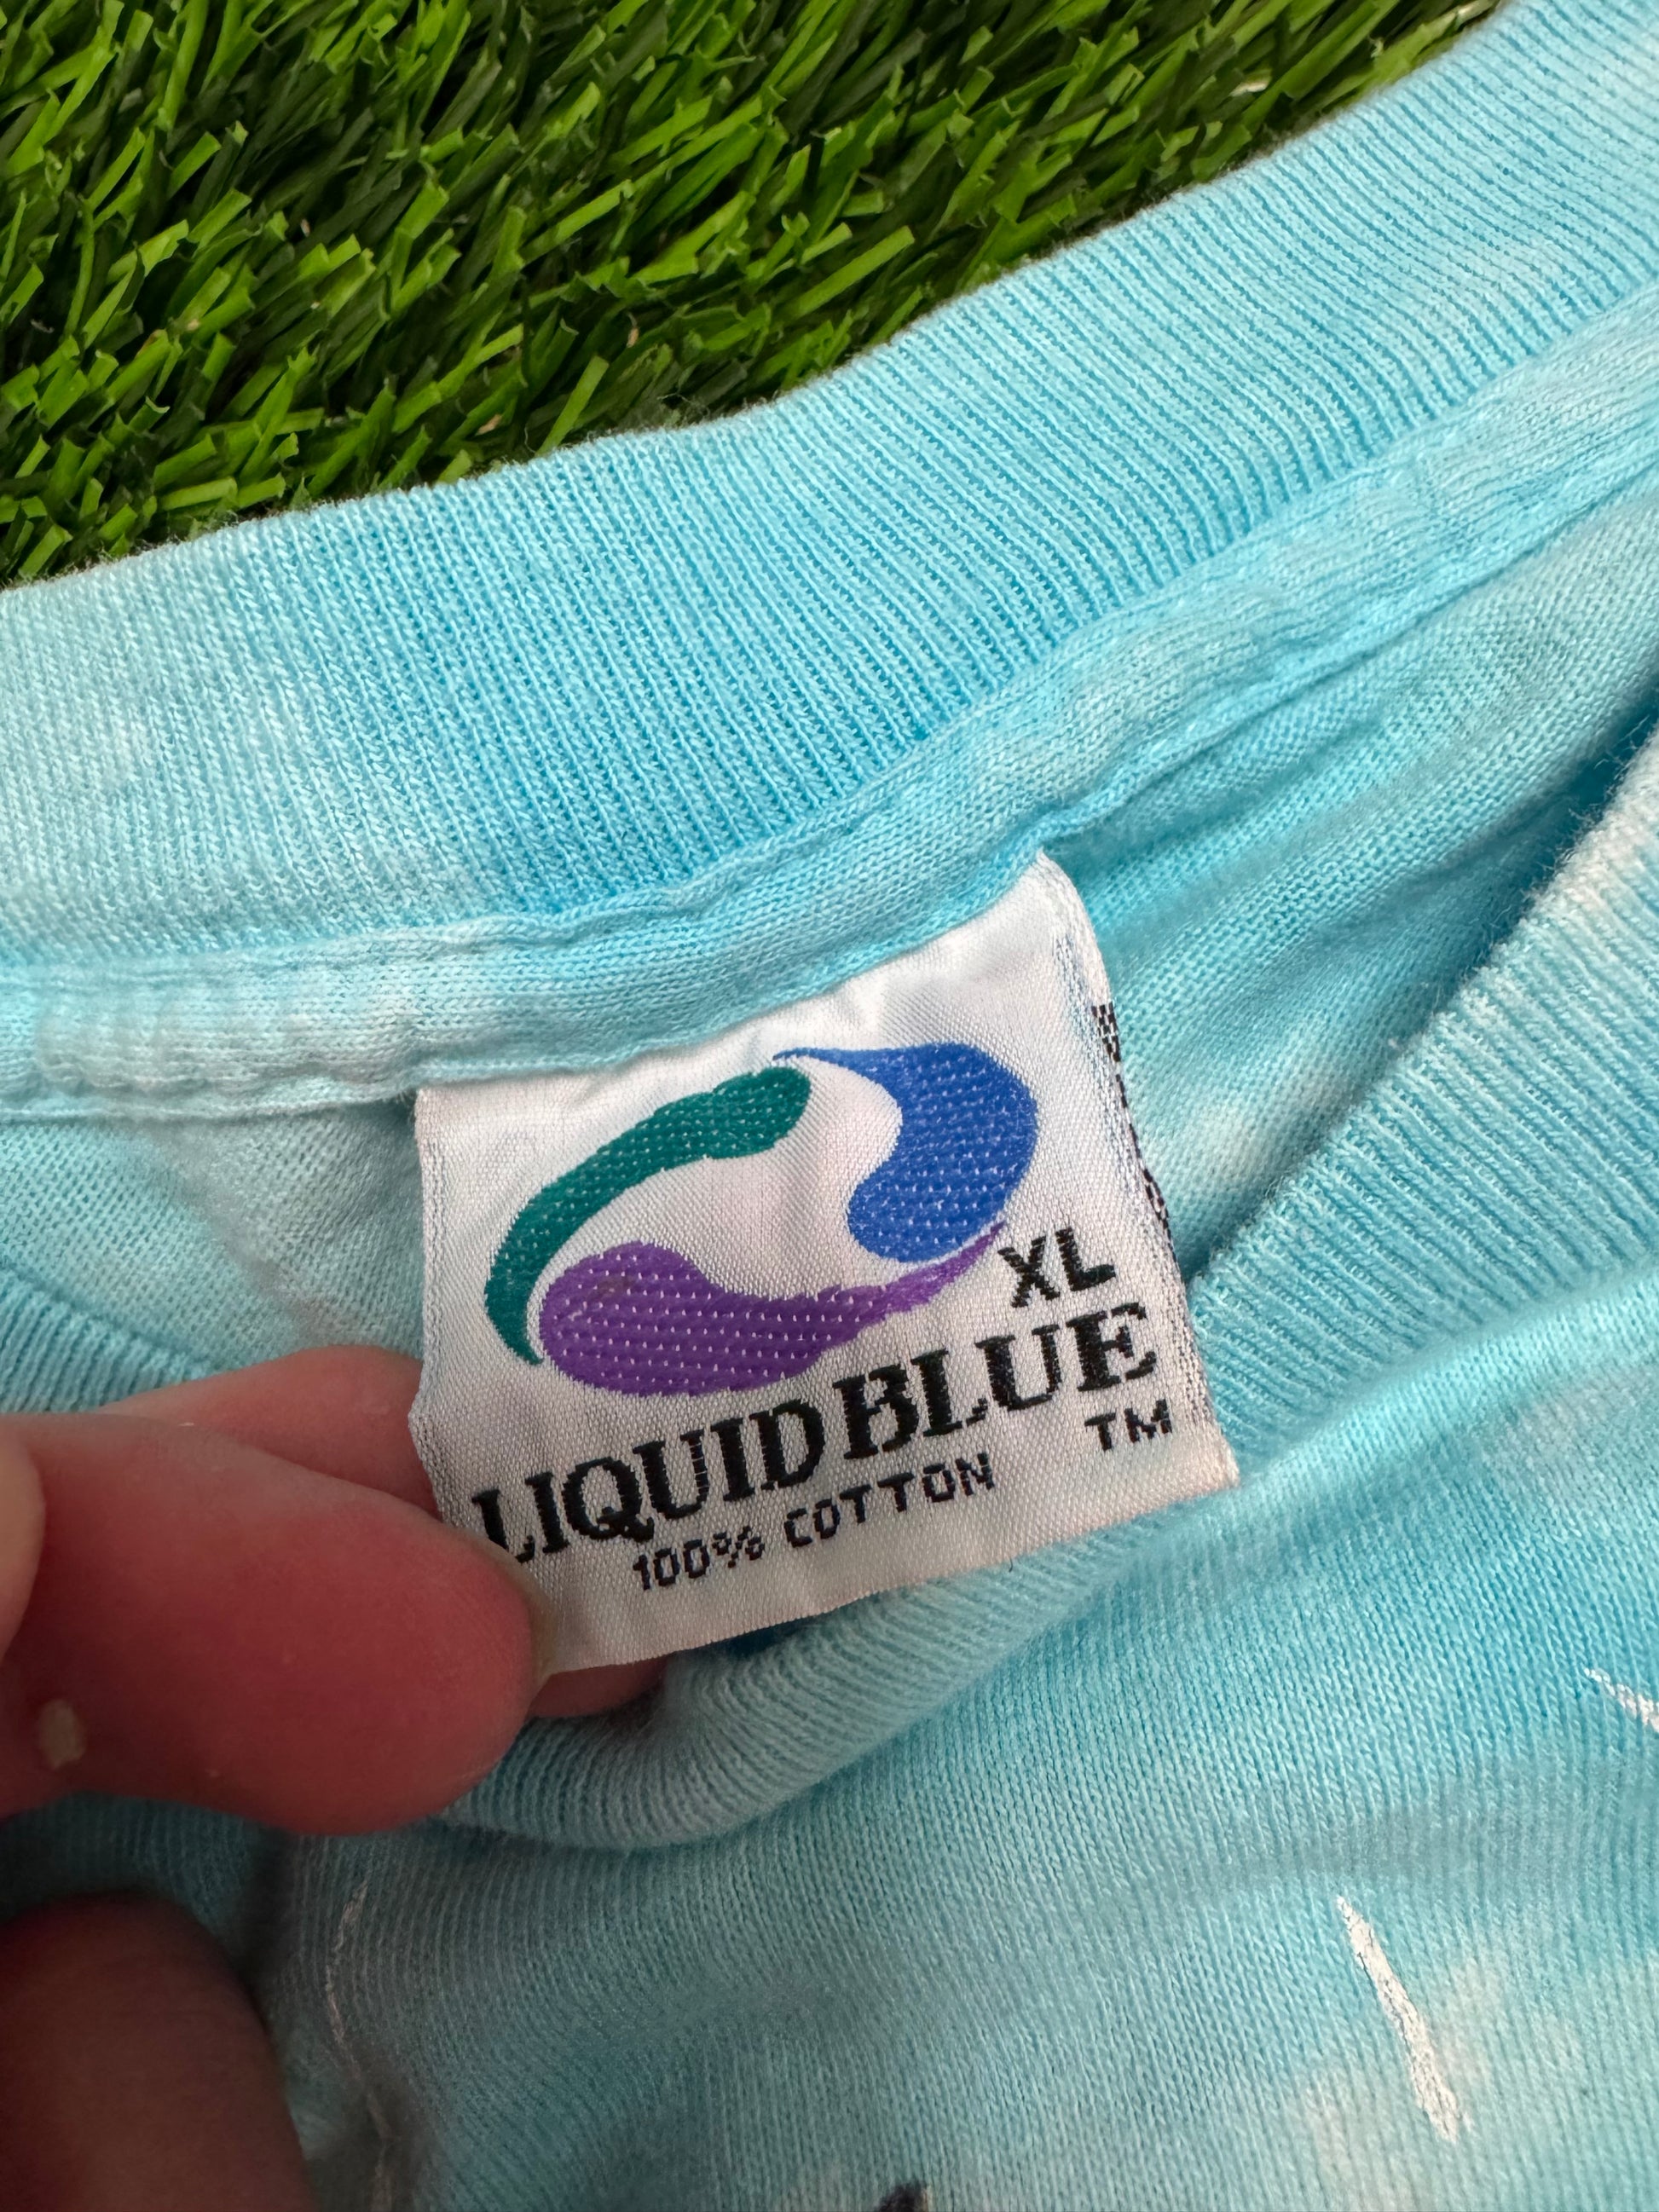 XL
LIQUID BLUE
TM
100% COTTON